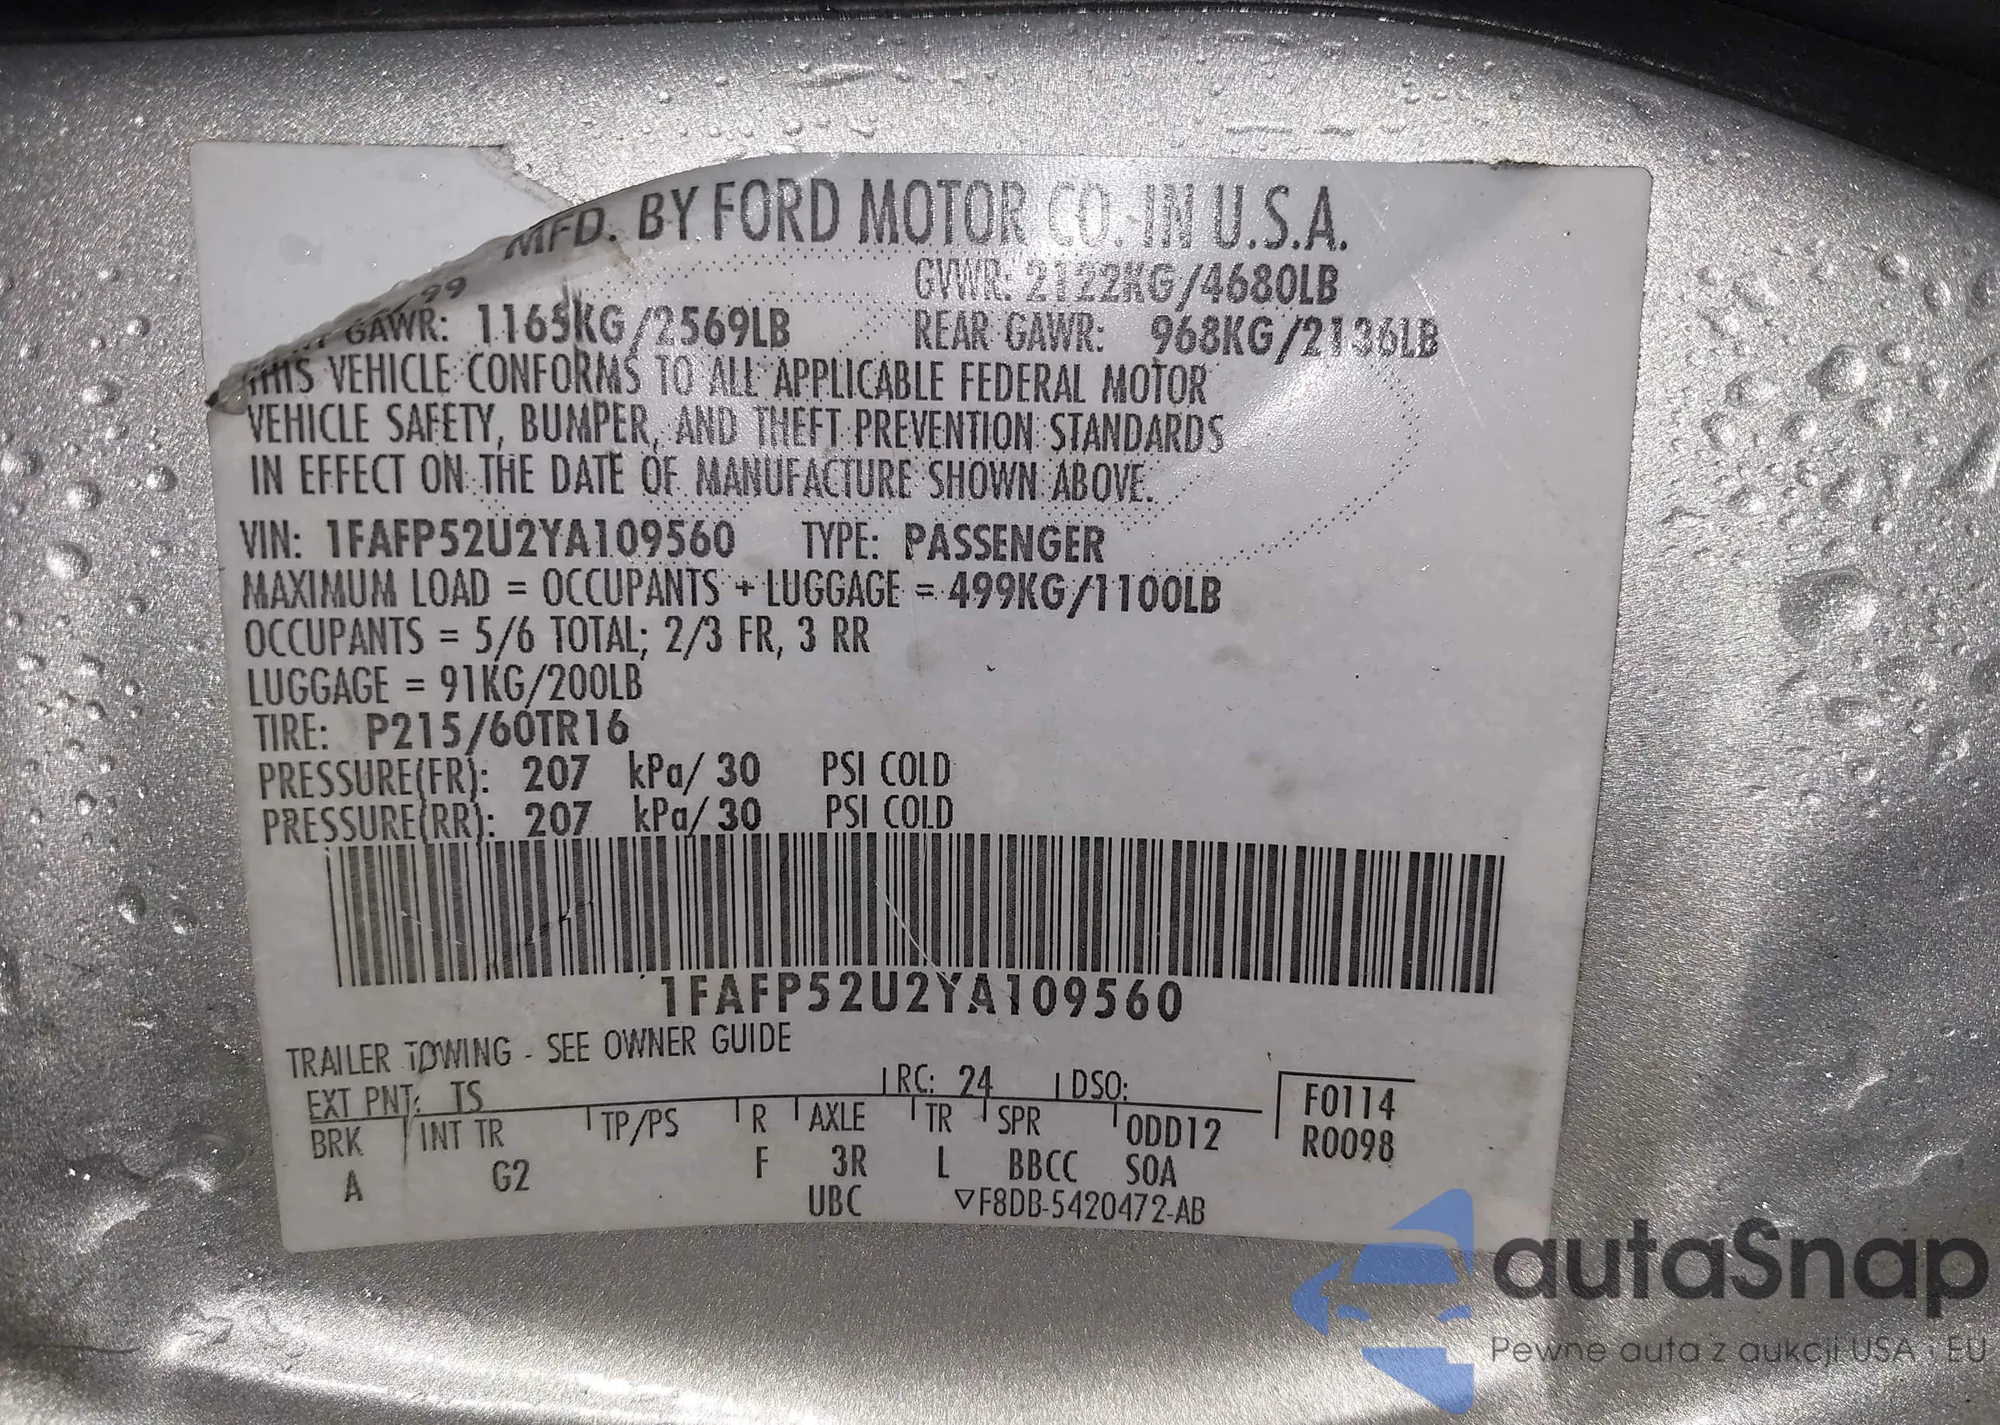 MFD. BY FORD MOTOR CO. IN U.S.A.
99 GVWR: 2122KG/4680LB
GAWR: 1165KG/2569LB REAR GAWR: 968KG/2136LB
THIS VEHICLE CONFORMS TO ALL APPLICABLE FEDERAL MOTOR
VEHICLE SAFETY, BUMPER, AND THEFT PREVENTION STANDARDS
IN EFFECT ON THE DATE OF MANUFACTURE SHOWN ABOVE.
VIN: 1FAFP52U2YA109560 TYPE: PASSENGER
MAXIMUM LOAD = OCCUPANTS + LUGGAGE = 499KG/1100LB
OCCUPANTS = 5/6 TOTAL; 2/3 FR, 3 RR
LUGGAGE = 91KG/200LB
TIRE: P215/60TR16
PRESSURE(FR): 207 kPa/ 30 PSI COLD
PRESSURE(RR): 207 kPa/ 30 PSI COLD
1FAFP52U2YA109560
TRAILER TOWING - SEE OWNER GUIDE
EXT PNT: TS RC: 24 DSO: F0114
BRK INT TR TP/PS R AXLE TR SPR 0DD12 R0098
A G2 F 3R L BBCC S0A
UBC ▽F8DB-5420472-AB
autaSnap
Pewne auta z aukcji USA i EU